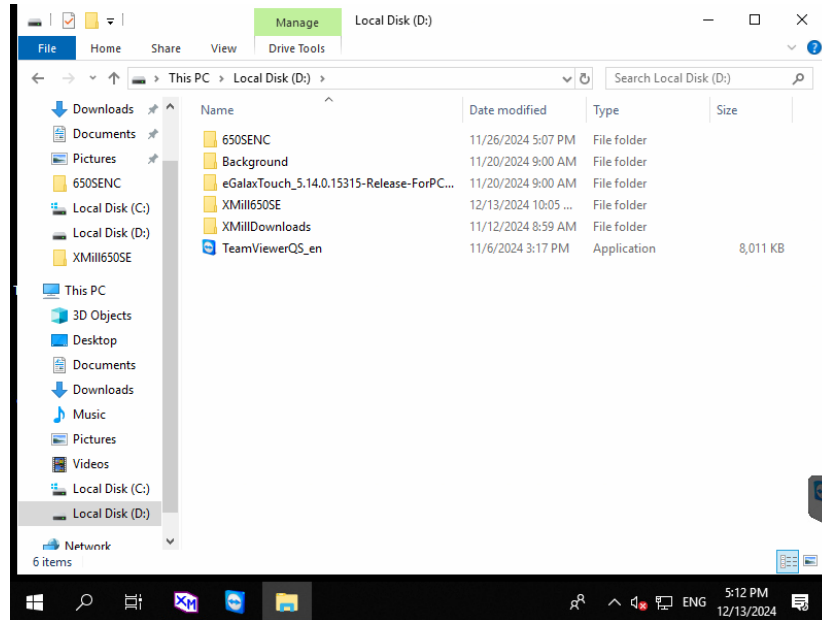 Manage Local Disk (D:)
File Home Share View Drive Tools
This PC > Local Disk (D:) > Search Local Disk (D:)
Name Date modified Type Size
650SENC 11/26/2024 5:07 PM File folder
Background 11/20/2024 9:00 AM File folder
eGalaxTouch_5.14.0.15315-Release-ForPC... 11/20/2024 9:00 AM File folder
XMill650SE 12/13/2024 10:05 ... File folder
XMillDownloads 11/12/2024 8:59 AM File folder
TeamViewerQS_en 11/6/2024 3:17 PM Application 8,011 KB
Downloads
Documents
Pictures
650SENC
Local Disk (C:)
Local Disk (D:)
XMill650SE
This PC
3D Objects
Desktop
Documents
Downloads
Music
Pictures
Videos
Local Disk (C:)
Local Disk (D:)
Network
6 items
XM
ENG
5:12 PM
12/13/2024